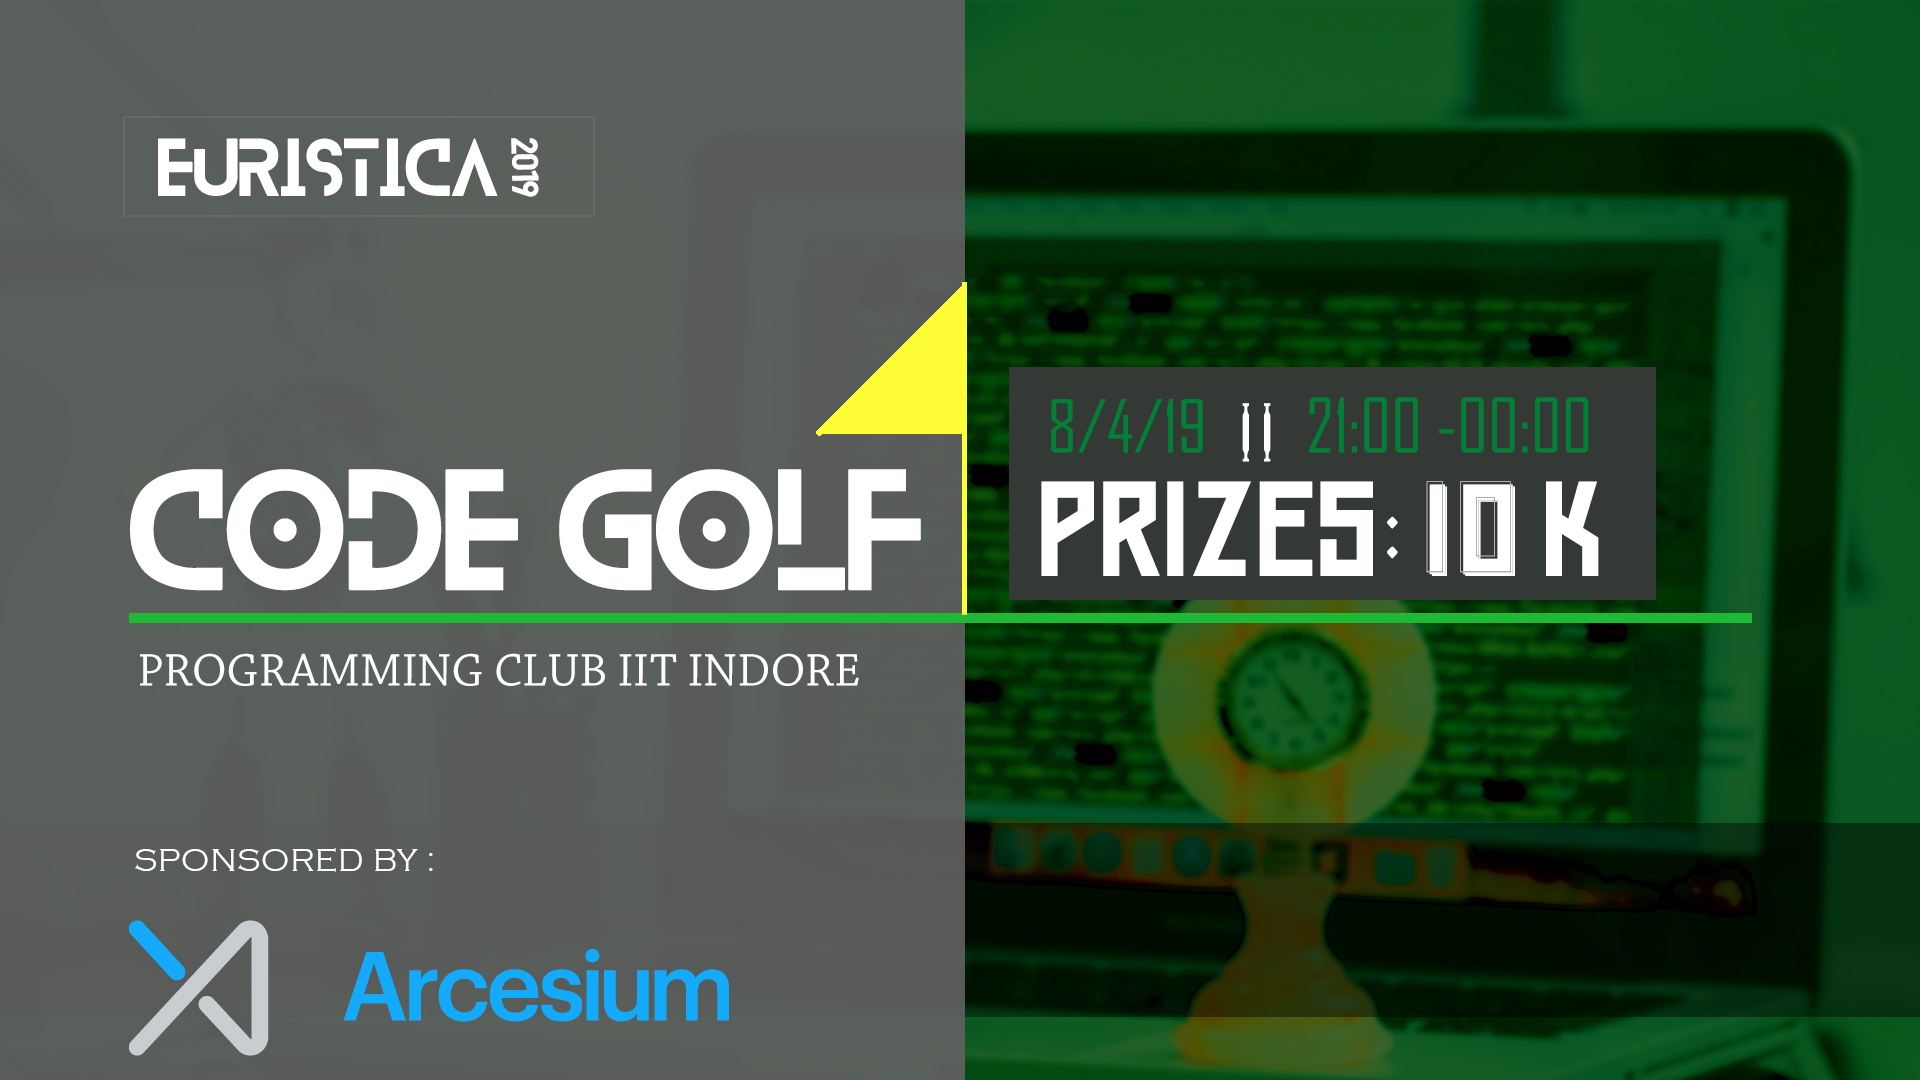 EURISTICA 2019
CODE GOLF
8/4/19 || 21:00 -00:00
PRIZES: 10 K
PROGRAMMING CLUB IIT INDORE
SPONSORED BY :
Arcesium